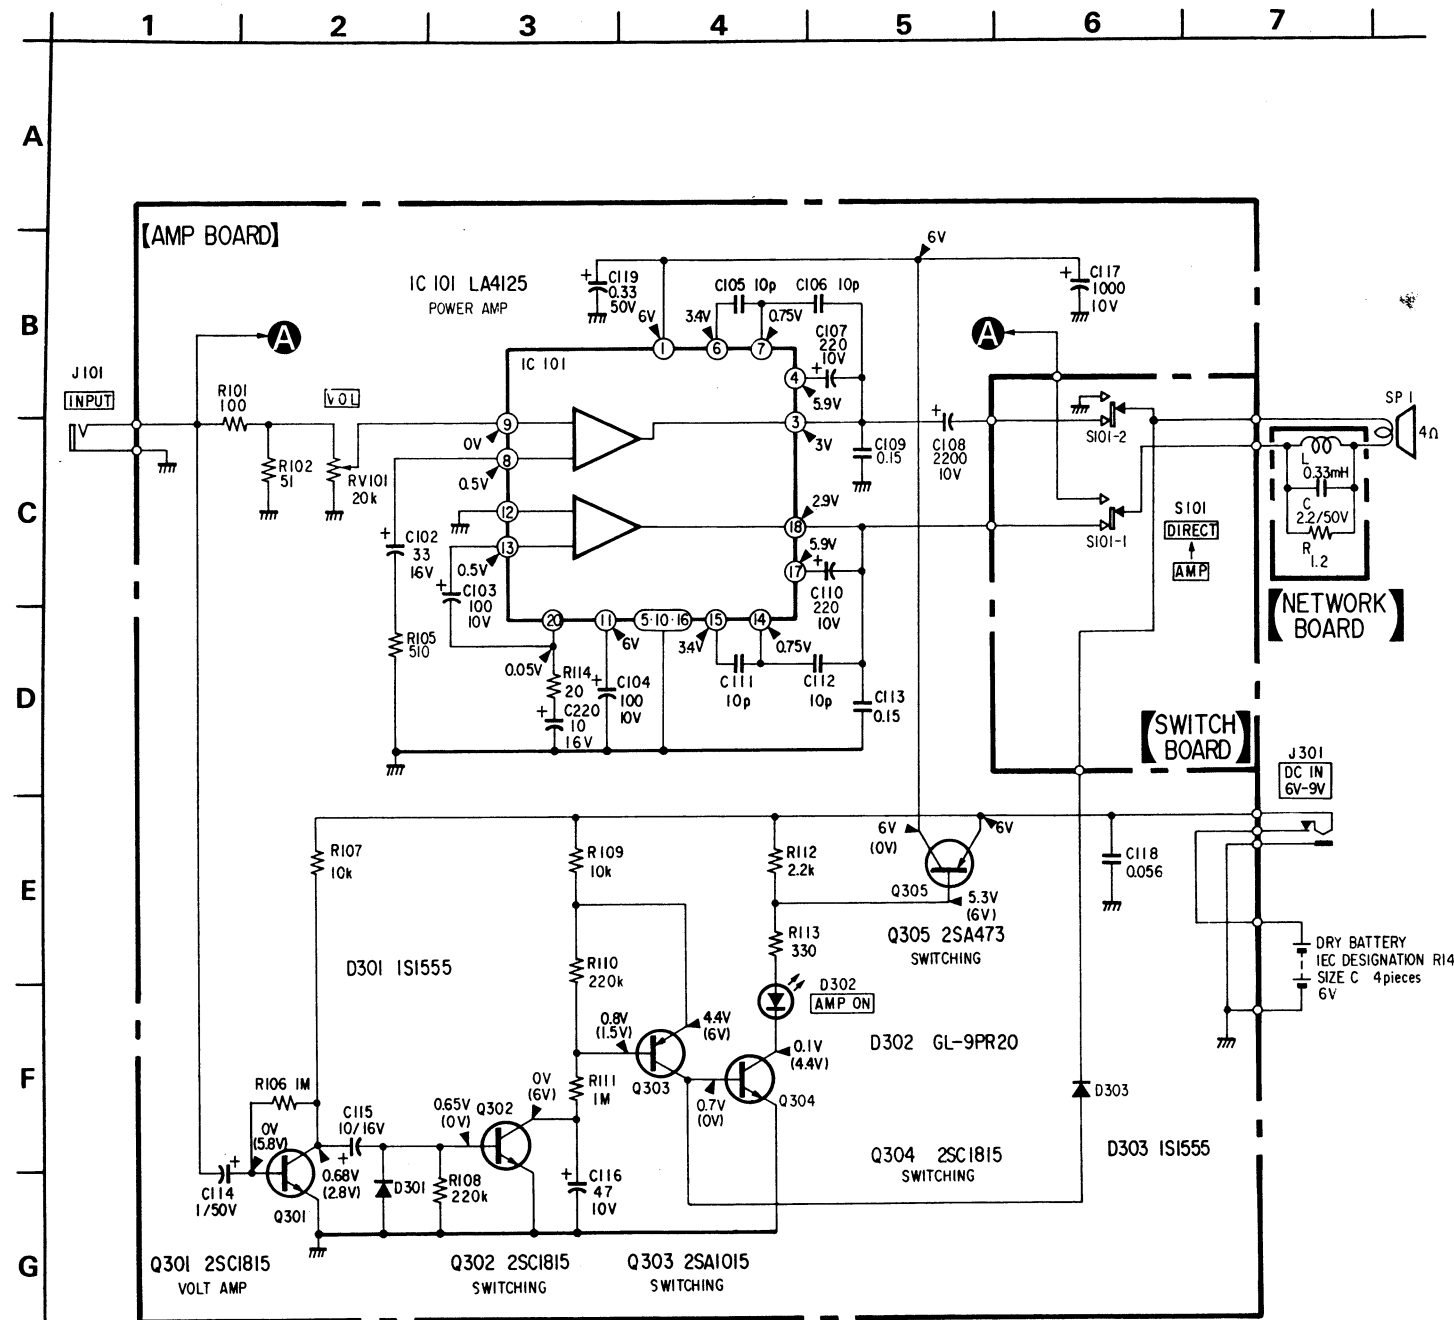 1 2 3 4 5 6 7
A
B
C
D
E
F
G
【AMP BOARD】
IC 101 LA4125
POWER AMP
IC 101
A
J101
INPUT
R101
100
VOL
R102
51
RV101
20k
C102
33
16V
C103
100
10V
R105
510
C119
0.33
50V
6V
C105 10p
C106 10p
6V
3.4V
0.75V
C107
220
10V
1
6
7
4
5.9V
3
3V
9
0V
8
0.5V
12
13
0.5V
18
2.9V
17
5.9V
C109
0.15
C108
2200
10V
C110
220
10V
20
11
5·10·16
15
14
0.05V
6V
3.4V
0.75V
R114
20
C220
10
16V
C104
100
10V
C111
10p
C112
10p
C113
0.15
C117
1000
10V
A
S101-2
S101-1
S101
DIRECT
AMP
SP1
4Ω
L
0.33mH
C
2.2/50V
R
1.2
【NETWORK
BOARD】
【SWITCH
BOARD】
J301
DC IN
6V-9V
R107
10k
R109
10k
R112
2.2k
6V
(0V)
6V
Q305
5.3V
(6V)
Q305 2SA473
SWITCHING
C118
0.056
R113
330
DRY BATTERY
IEC DESIGNATION R14
SIZE C 4pieces
6V
D301 1S1555
R110
220k
D302
AMP ON
0.8V
(1.5V)
4.4V
(6V)
Q303
D302 GL-9PR20
0.1V
(4.4V)
Q304
0.7V
(0V)
R106 1M
0V
(5.8V)
C115
10/16V
0.65V
(0V)
Q302
0V
(6V)
R111
1M
D303
D303 1S1555
Q304 2SC1815
SWITCHING
C114
1/50V
Q301
0.68V
(2.8V)
D301
R108
220k
C116
47
10V
Q301 2SC1815
VOLT AMP
Q302 2SC1815
SWITCHING
Q303 2SA1015
SWITCHING